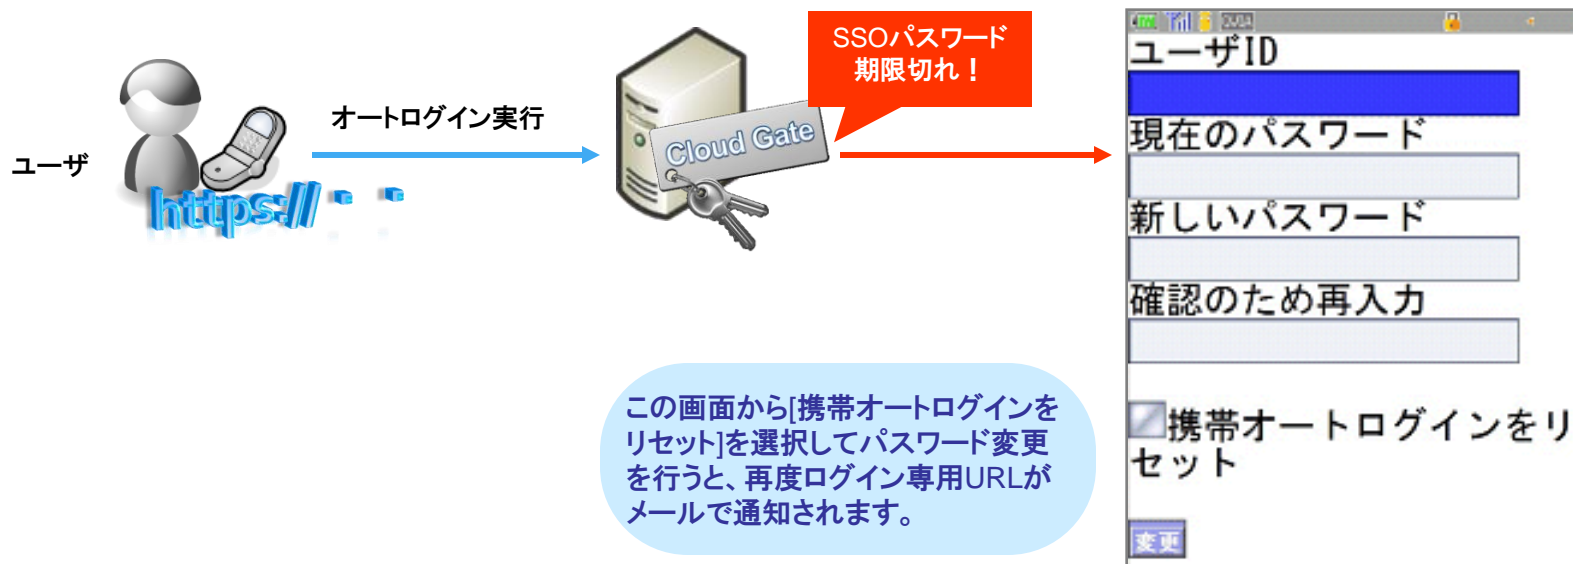 ユーザ
https://
オートログイン実行
Cloud Gate
SSOパスワード
期限切れ！
ユーザID
現在のパスワード
新しいパスワード
確認のため再入力
携帯オートログインをリ
セット
変更
この画面から[携帯オートログインを
リセット]を選択してパスワード変更
を行うと、再度ログイン専用URLが
メールで通知されます。